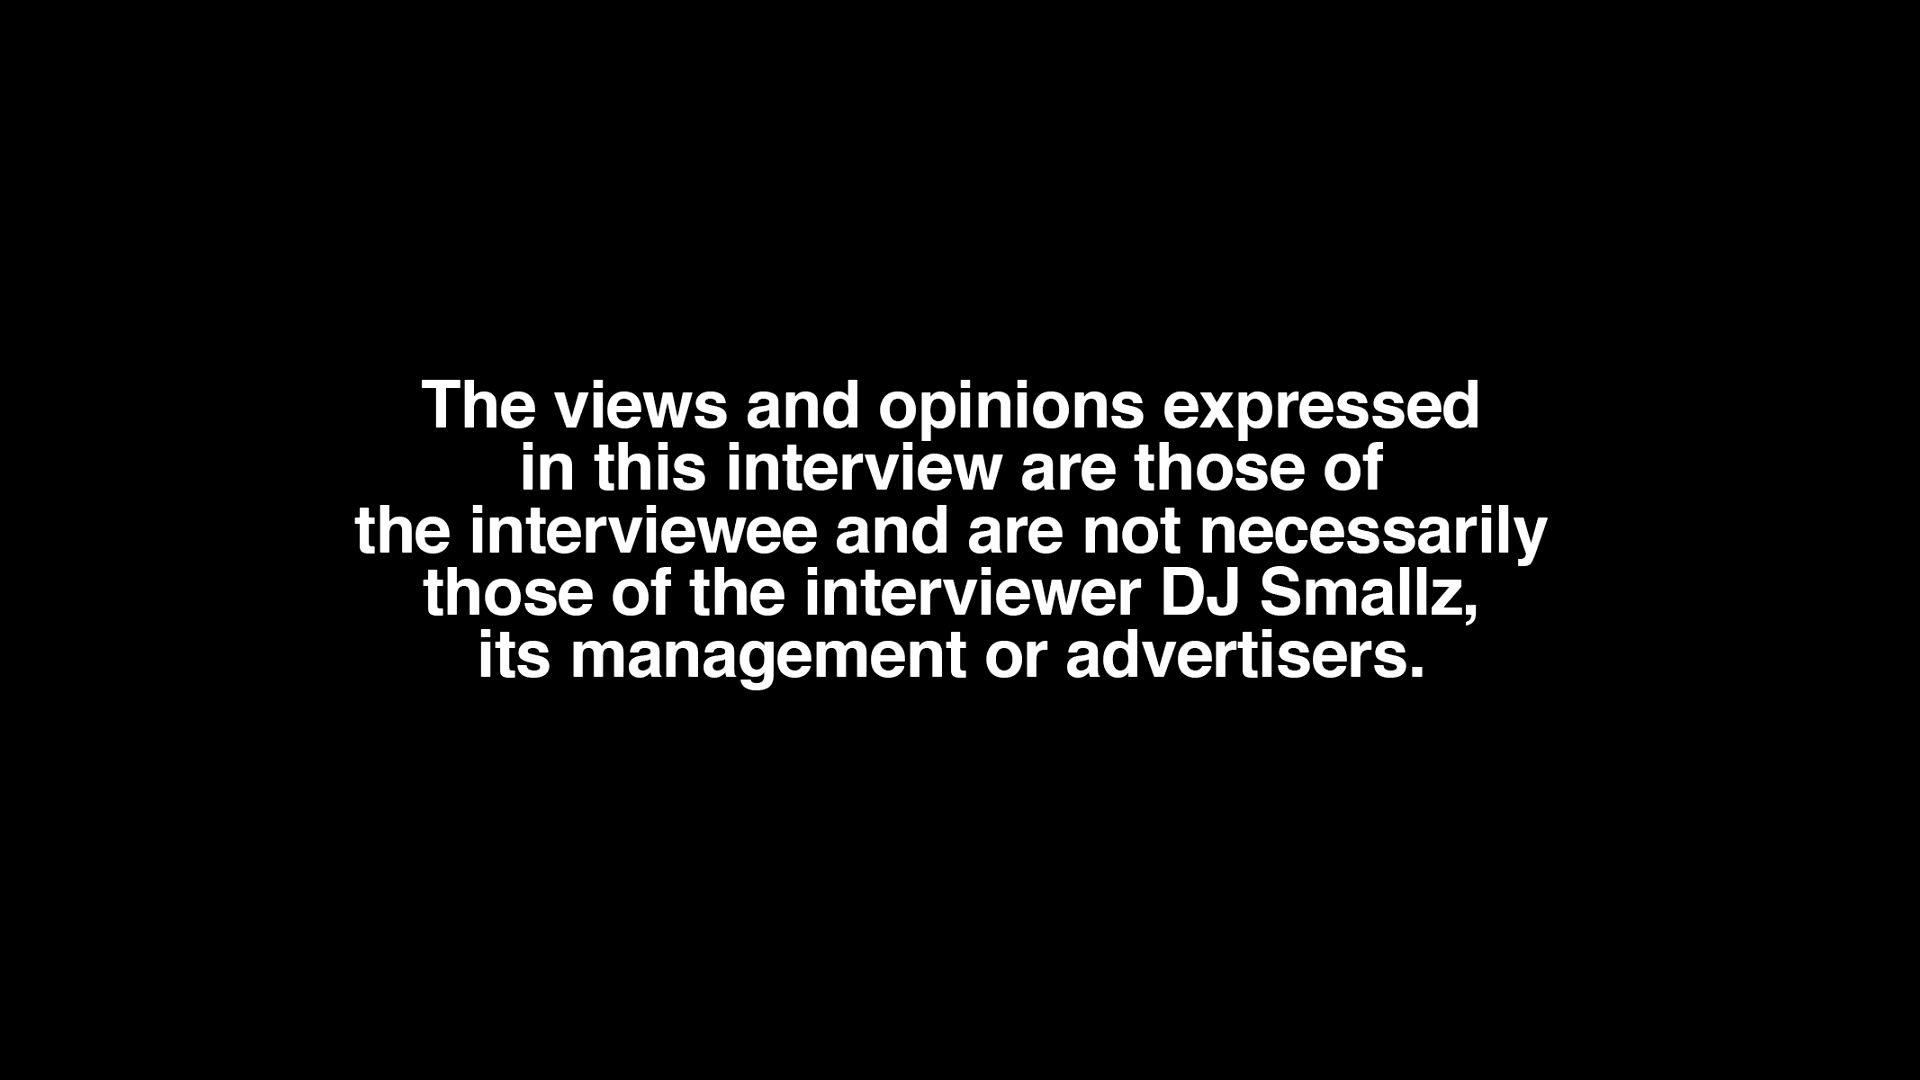 The views and opinions expressed
in this interview are those of
the interviewee and are not necessarily
those of the interviewer DJ Smallz,
its management or advertisers.